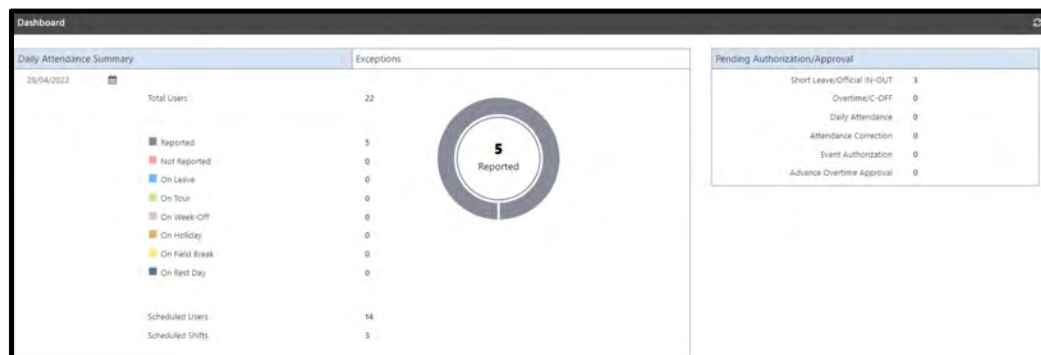 Dashboard
Daily Attendance Summary
Exceptions
28/04/2022
Total Users 22
Reported 5
Not Reported 0
On Leave 0
On Tour 0
On Week-Off 0
On Holiday 0
On Field Break 0
On Rest Day 0
Scheduled Users 14
Scheduled Shifts 3
5
Reported
Pending Authorization/Approval
Short Leave/Official IN-OUT 3
Overtime/C-OFF 0
Daily Attendance 0
Attendance Correction 0
Event Authorization 0
Advance Overtime Approval 0